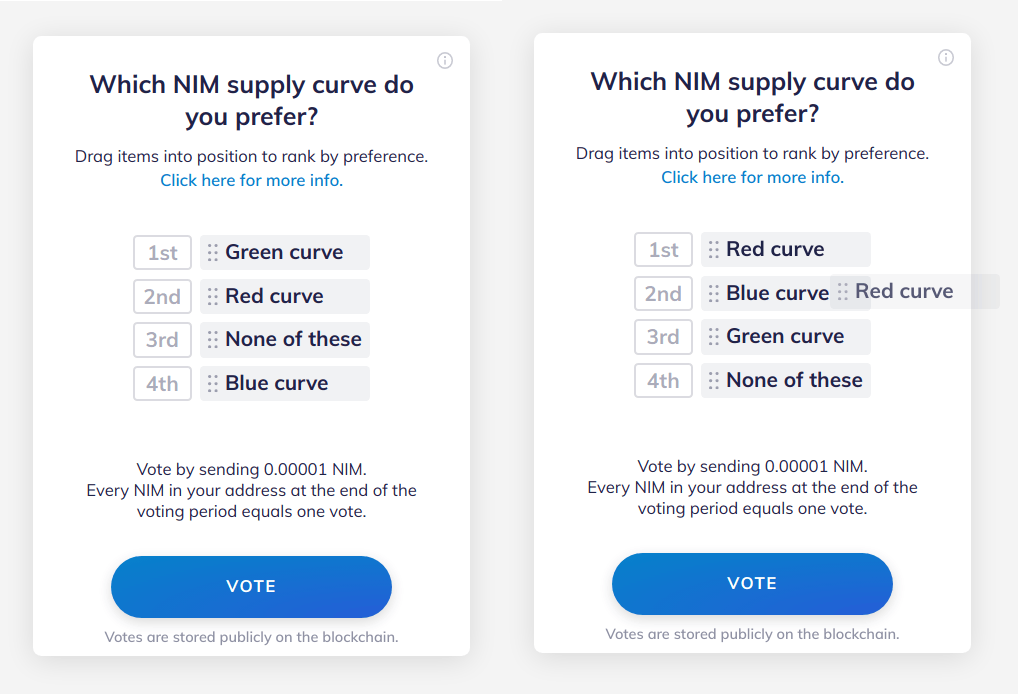 Which NIM supply curve do
you prefer?
Drag items into position to rank by preference.
Click here for more info.
1st Green curve
2nd Red curve
3rd None of these
4th Blue curve
Vote by sending 0.00001 NIM.
Every NIM in your address at the end of the
voting period equals one vote.
VOTE
Votes are stored publicly on the blockchain.
Which NIM supply curve do
you prefer?
Drag items into position to rank by preference.
Click here for more info.
1st Red curve
2nd Blue curve Red curve
3rd Green curve
4th None of these
Vote by sending 0.00001 NIM.
Every NIM in your address at the end of the
voting period equals one vote.
VOTE
Votes are stored publicly on the blockchain.